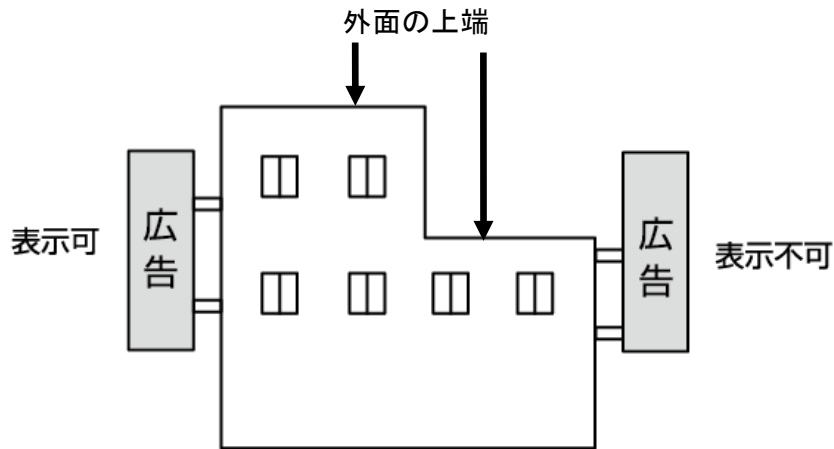 外面の上端
表示可
広告
広告
表示不可